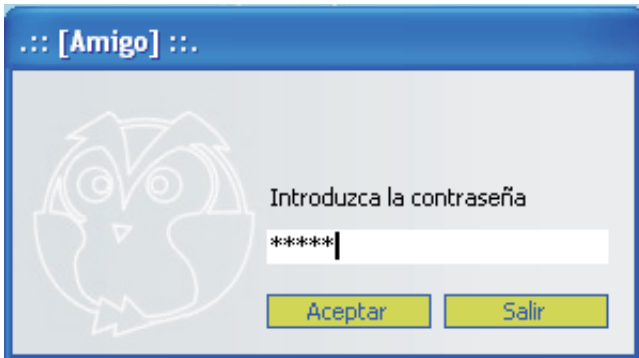 .:: [Amigo] ::.
Introduzca la contraseña
*****
Aceptar Salir